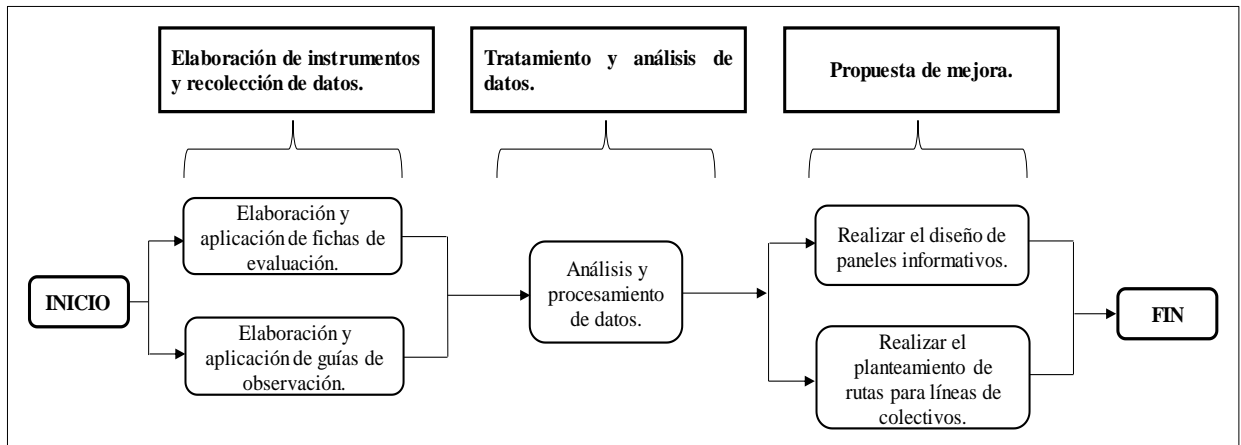 Elaboración de instrumentos
y recolección de datos.
Tratamiento y análisis de
datos.
Propuesta de mejora.
INICIO
Elaboración y
aplicación de fichas de
evaluación.
Elaboración y
aplicación de guías de
observación.
Análisis y
procesamiento
de datos.
Realizar el diseño de
paneles informativos.
Realizar el
planteamiento de
rutas para líneas de
colectivos.
FIN